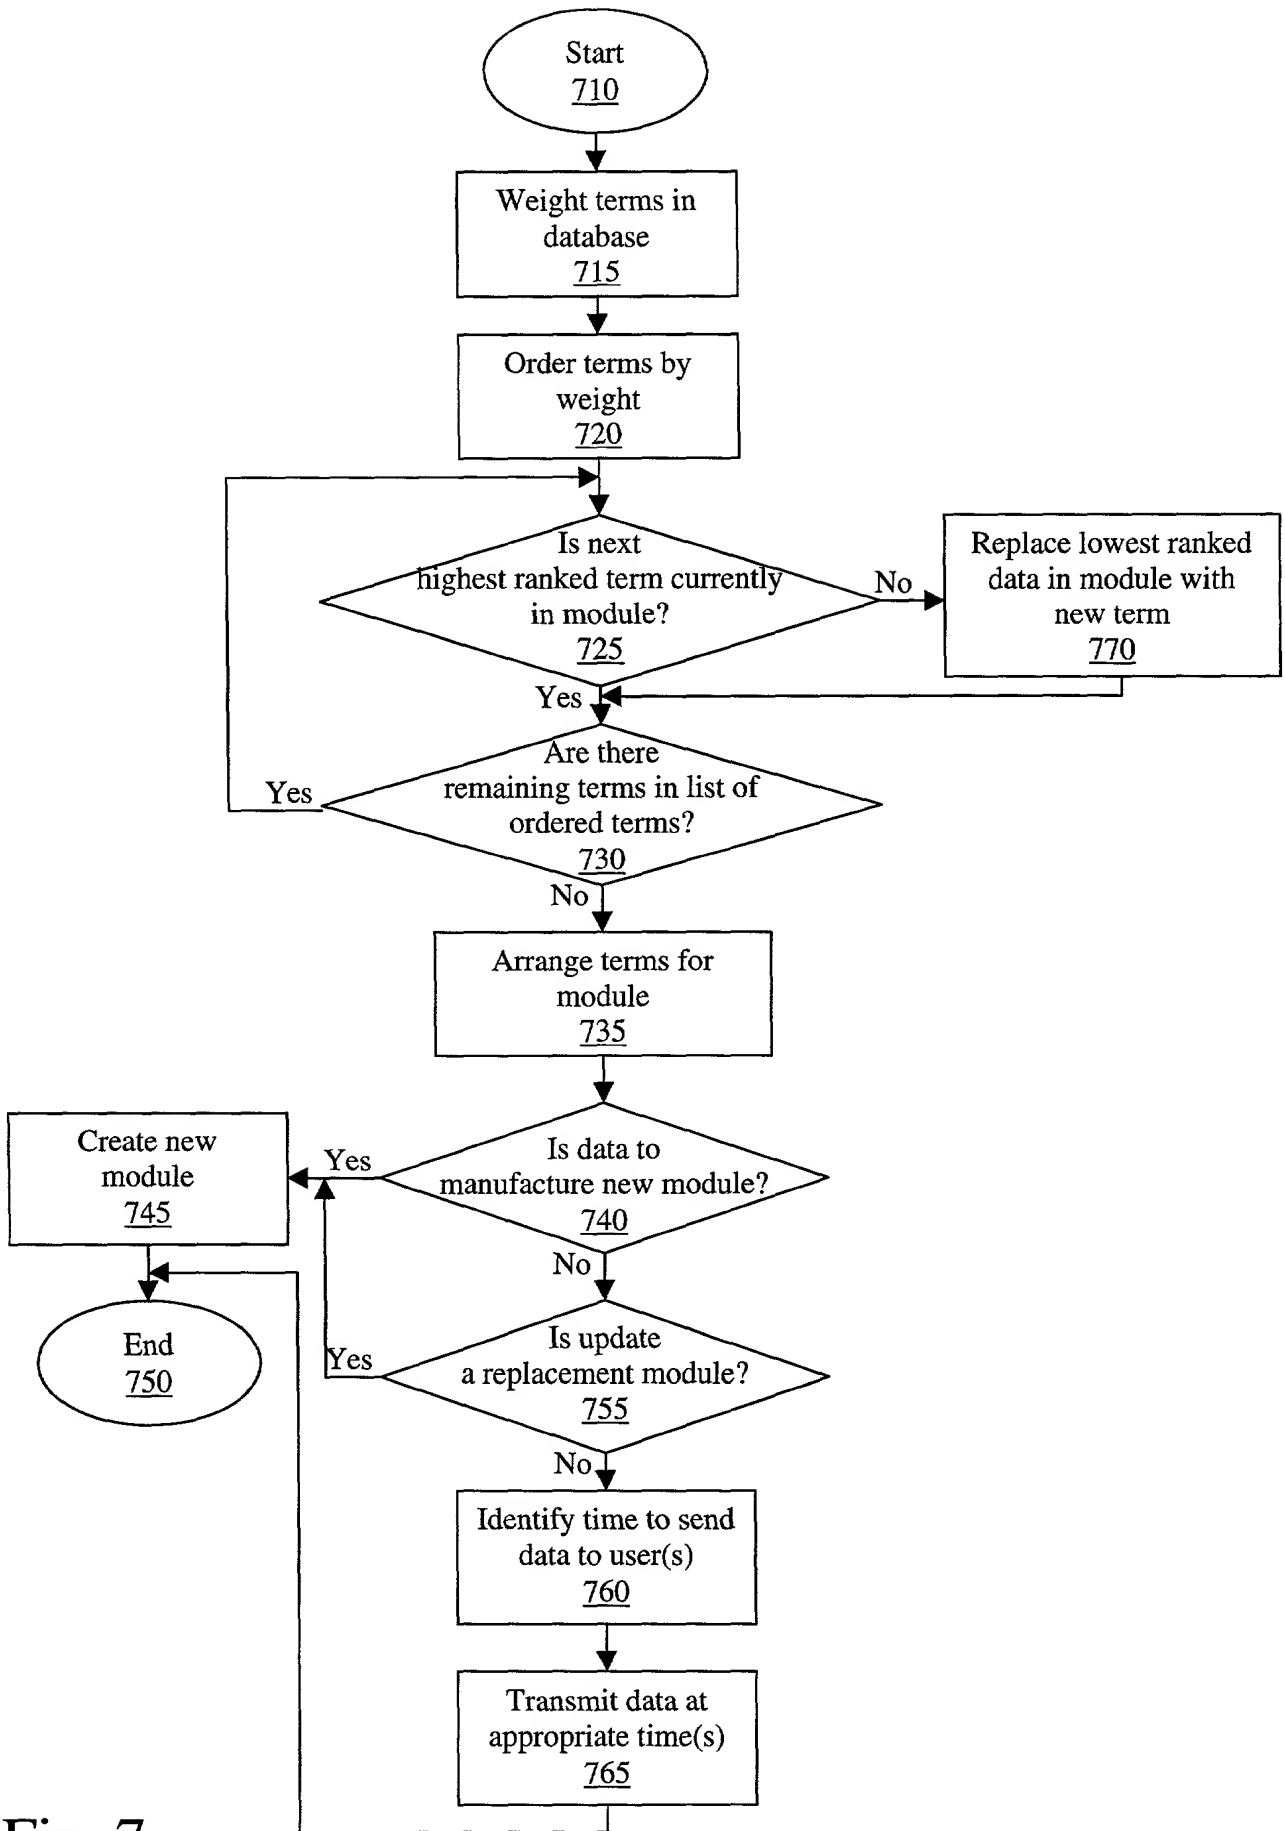 Start
710
Weight terms in
database
715
Order terms by
weight
720
Is next
highest ranked term currently
in module?
725
No
Replace lowest ranked
data in module with
new term
770
Yes
Are there
remaining terms in list of
ordered terms?
730
Yes
No
Arrange terms for
module
735
Is data to
manufacture new module?
740
Yes
Create new
module
745
No
End
750
Is update
a replacement module?
755
Yes
No
Identify time to send
data to user(s)
760
Transmit data at
appropriate time(s)
765
Fig. 7